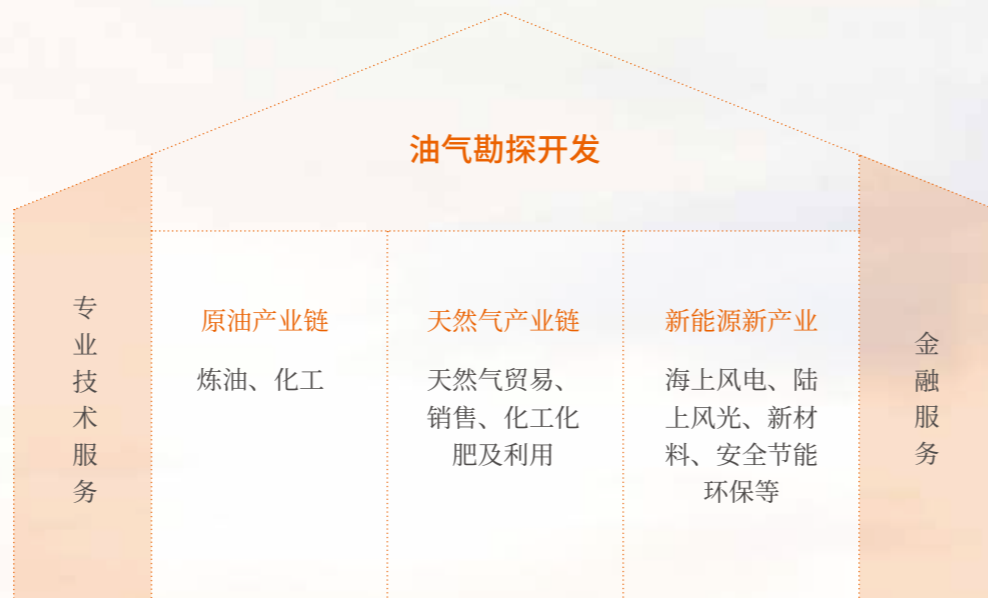 油气勘探开发
专业技术服务
原油产业链
炼油、化工
天然气产业链
天然气贸易、
销售、化工化
肥及利用
新能源新产业
海上风电、陆
上风光、新材
料、安全节能
环保等
金融服务